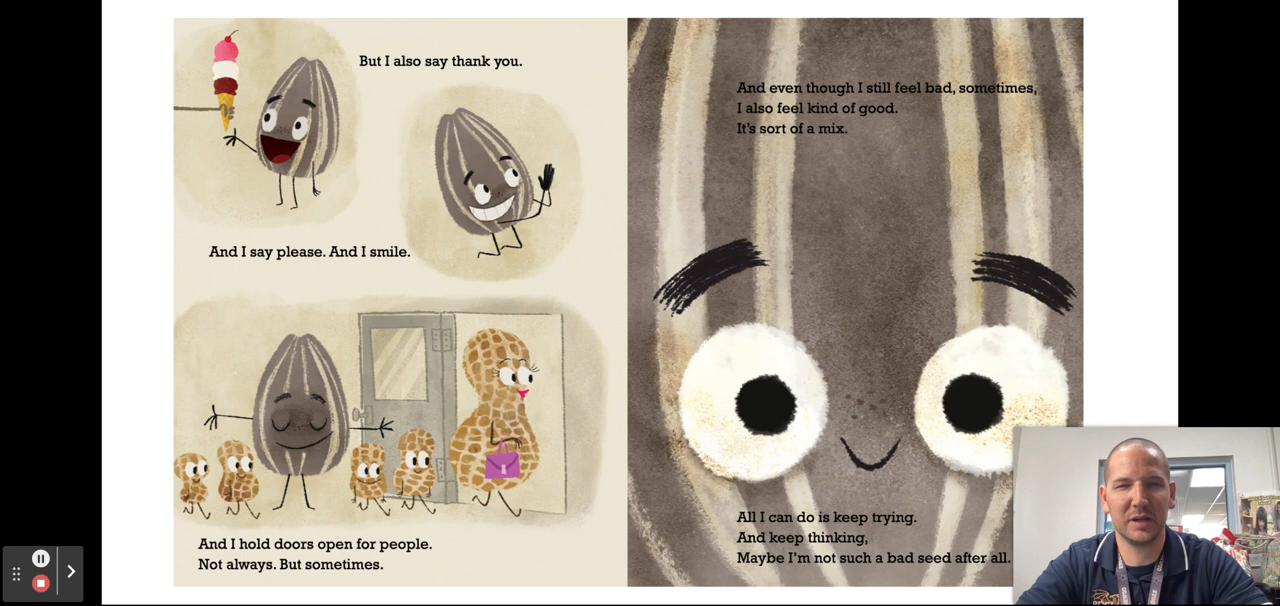 But I also say thank you.
And I say please. And I smile.
And I hold doors open for people.
Not always. But sometimes.
And even though I still feel bad, sometimes,
I also feel kind of good.
It's sort of a mix.
All I can do is keep trying.
And keep thinking,
Maybe I'm not such a bad seed after all.